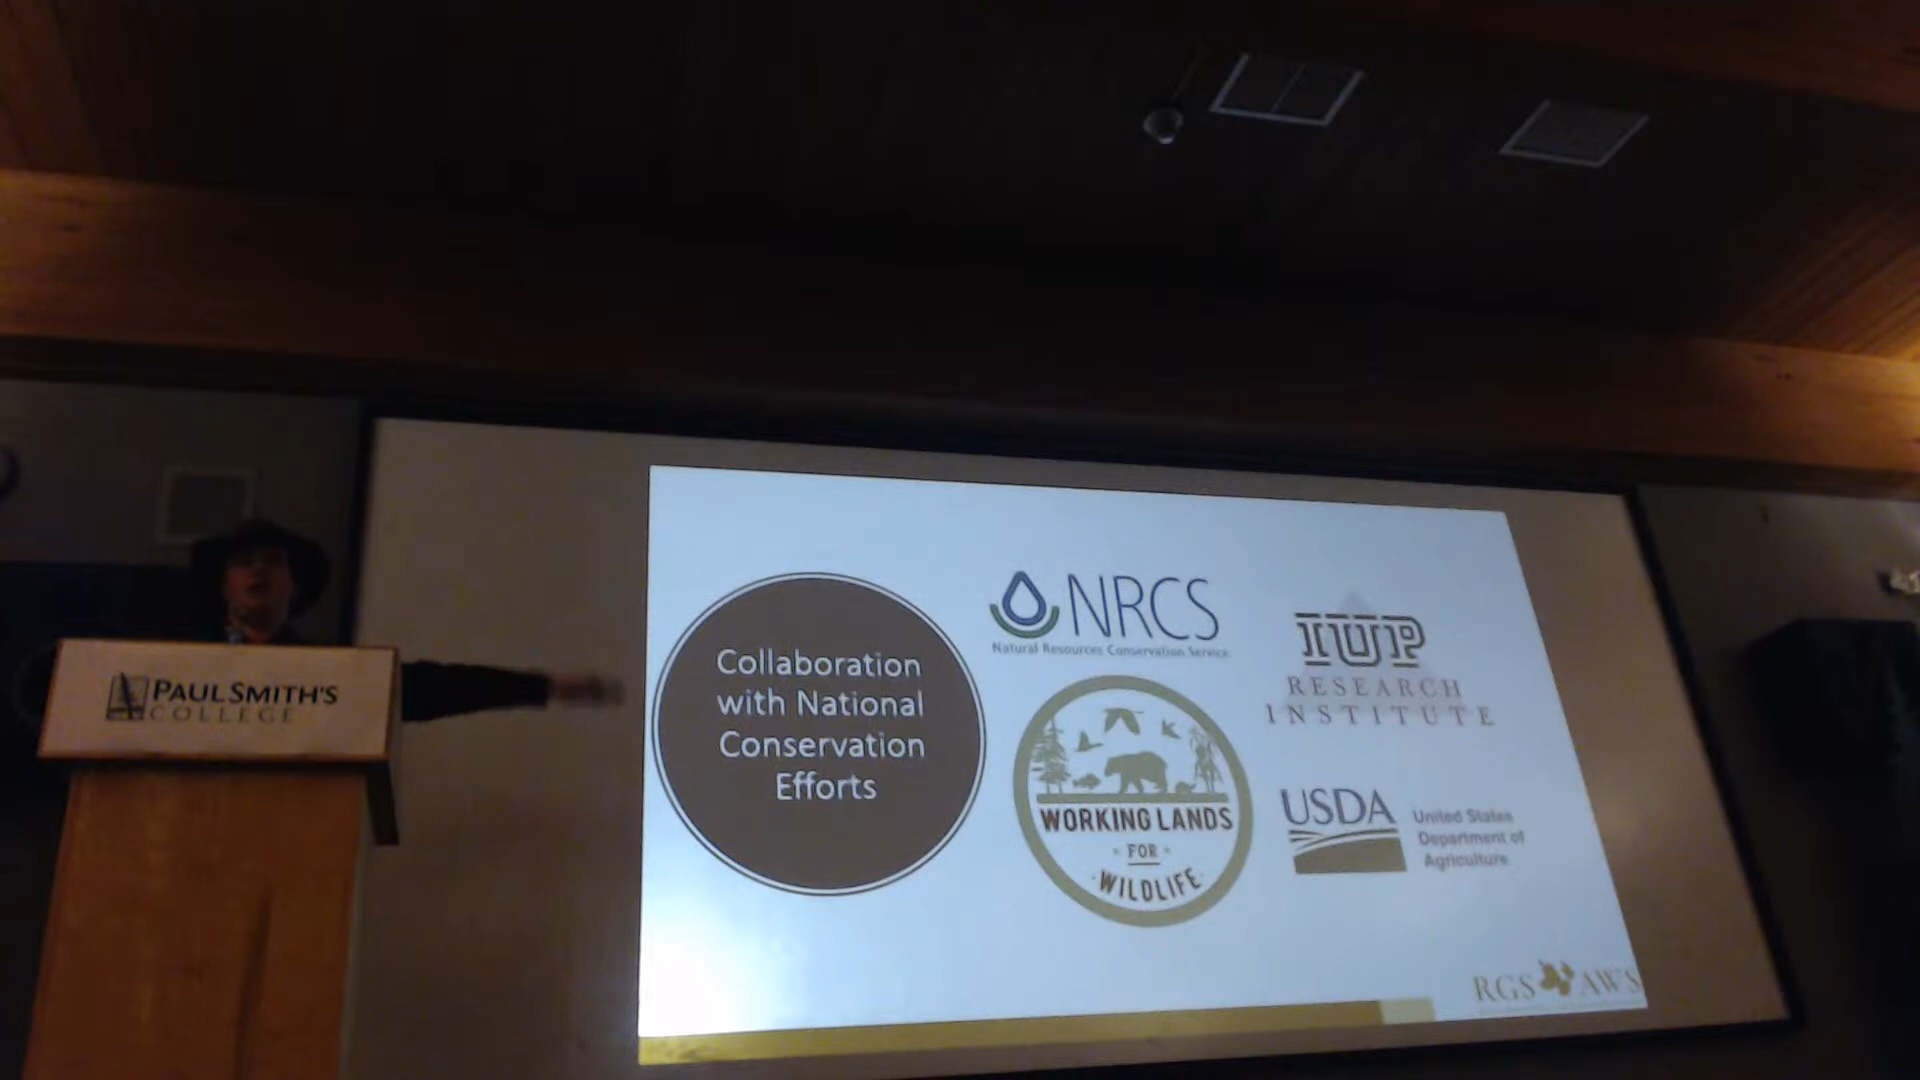 PAUL SMITH'S
COLLEGE
Collaboration
with National
Conservation
Efforts
NRCS
Natural Resources Conservation Service
WORKING LANDS
- FOR -
WILDLIFE
IUP
RESEARCH
INSTITUTE
USDA
United States
Department of
Agriculture
RGS AWS